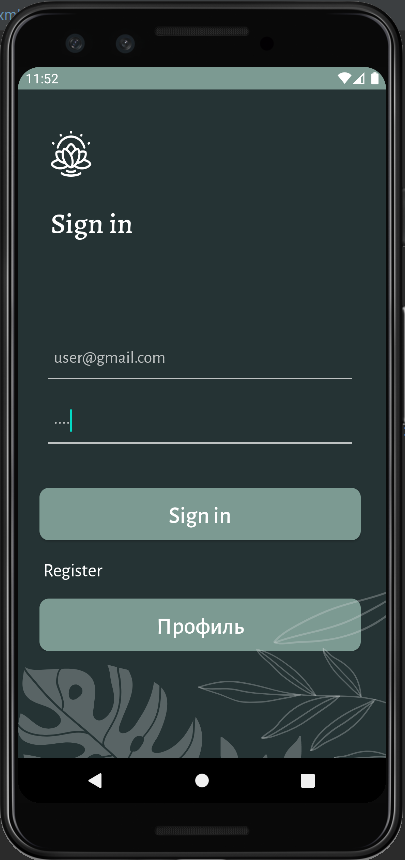 11:52
Sign in
user@gmail.com
....
Sign in
Register
Профиль